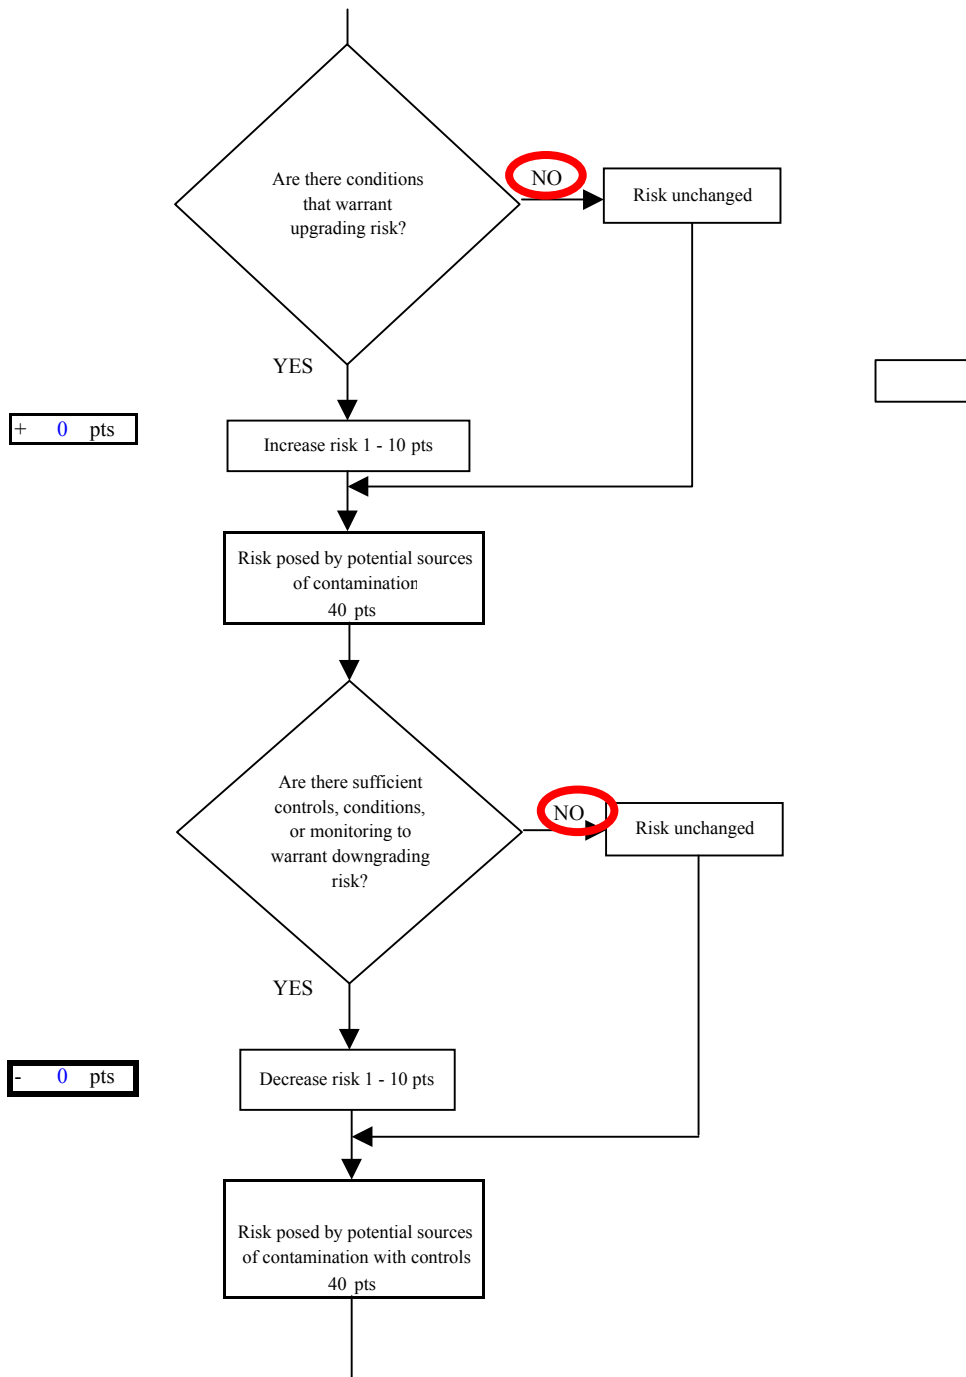 Are there conditions
that warrant
upgrading risk?
NO
Risk unchanged
YES
+ 0 pts
Increase risk 1 - 10 pts
Risk posed by potential sources
of contamination
40 pts
Are there sufficient
controls, conditions,
or monitoring to
warrant downgrading
risk?
NO
Risk unchanged
YES
- 0 pts
Decrease risk 1 - 10 pts
Risk posed by potential sources
of contamination with controls
40 pts